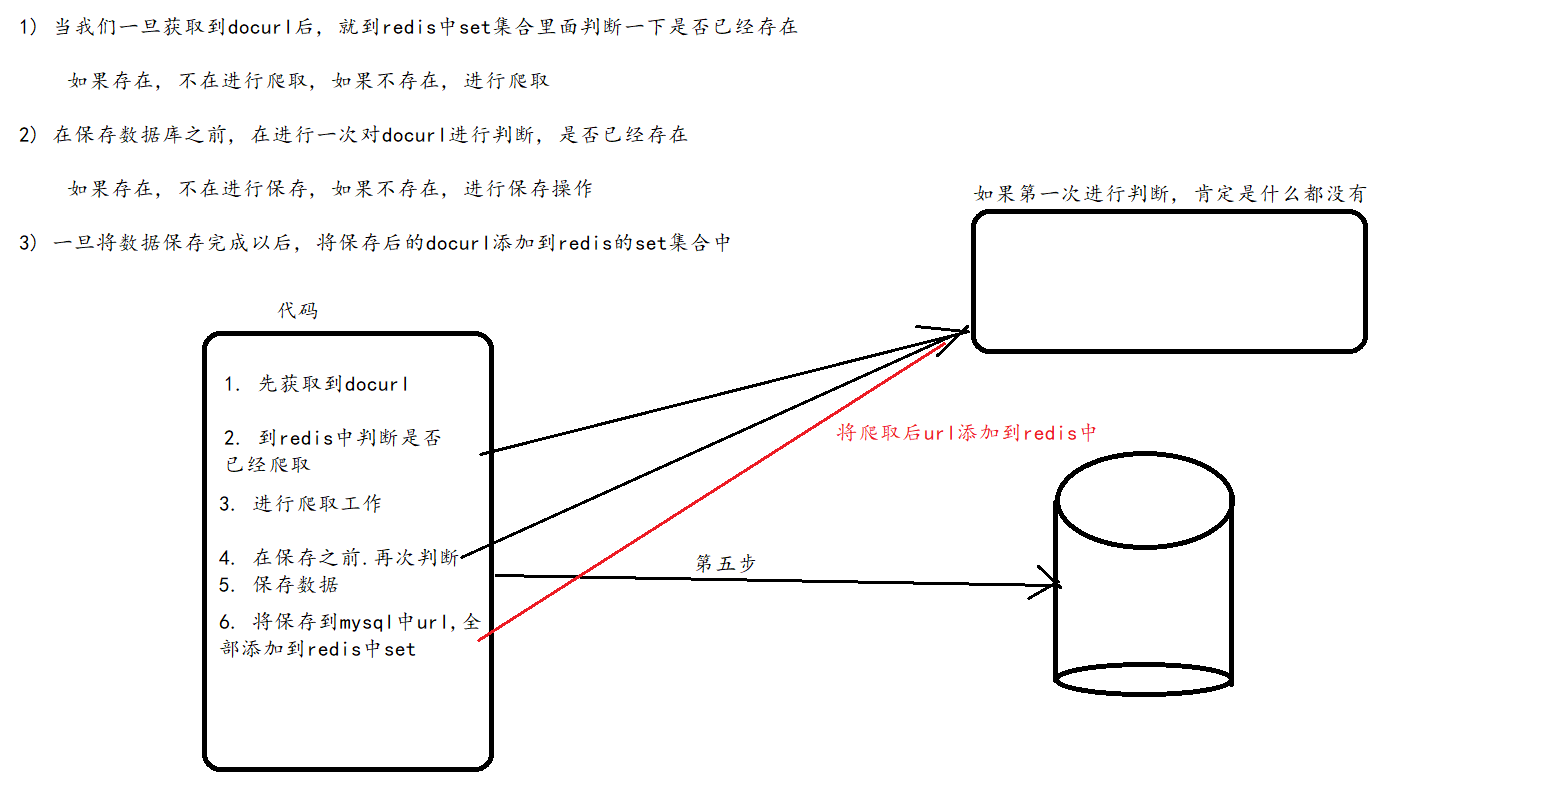 1) 当我们一旦获取到docurl后, 就到redis中set集合里面判断一下是否已经存在
如果存在, 不在进行爬取, 如果不存在, 进行爬取
2) 在保存数据库之前, 在进行一次对docurl进行判断, 是否已经存在
如果存在, 不在进行保存, 如果不存在, 进行保存操作
如果第一次进行判断, 肯定是什么都没有
3) 一旦将数据保存完成以后, 将保存后的docurl添加到redis的set集合中
代码
1. 先获取到docurl
2. 到redis中判断是否
已经爬取
3. 进行爬取工作
4. 在保存之前.再次判断
5. 保存数据
6. 将保存到mysql中url,全
部添加到redis中set
将爬取后url添加到redis中
第五步